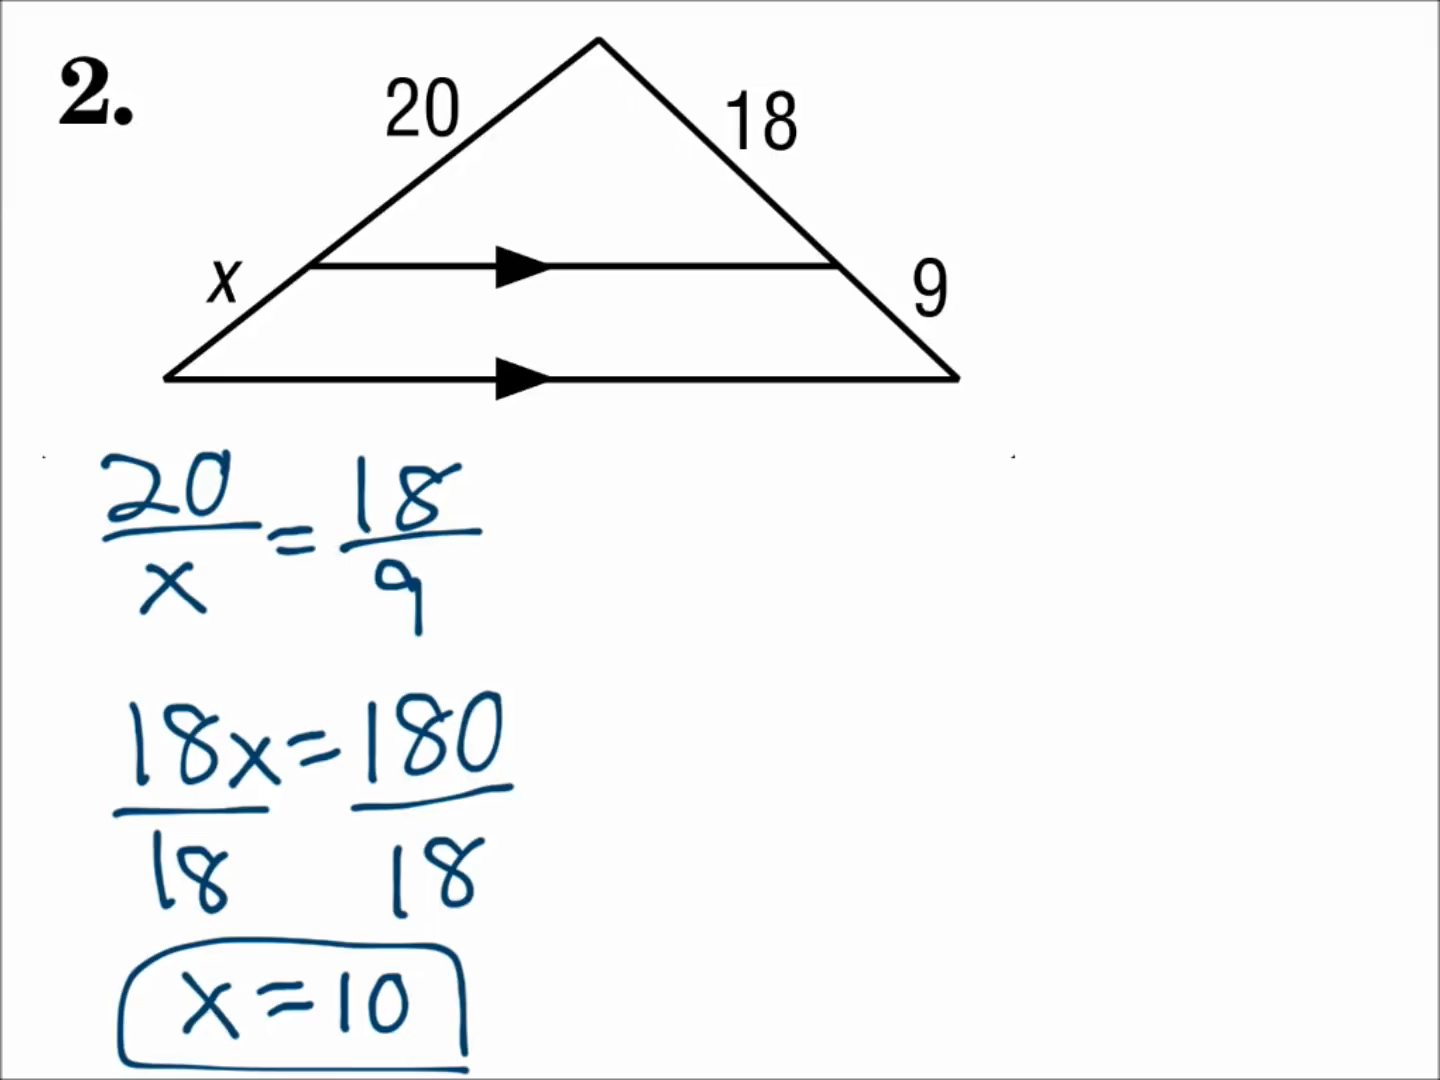 2.
20
18
x
9
20/x = 18/9
18x = 180
18 18
x = 10